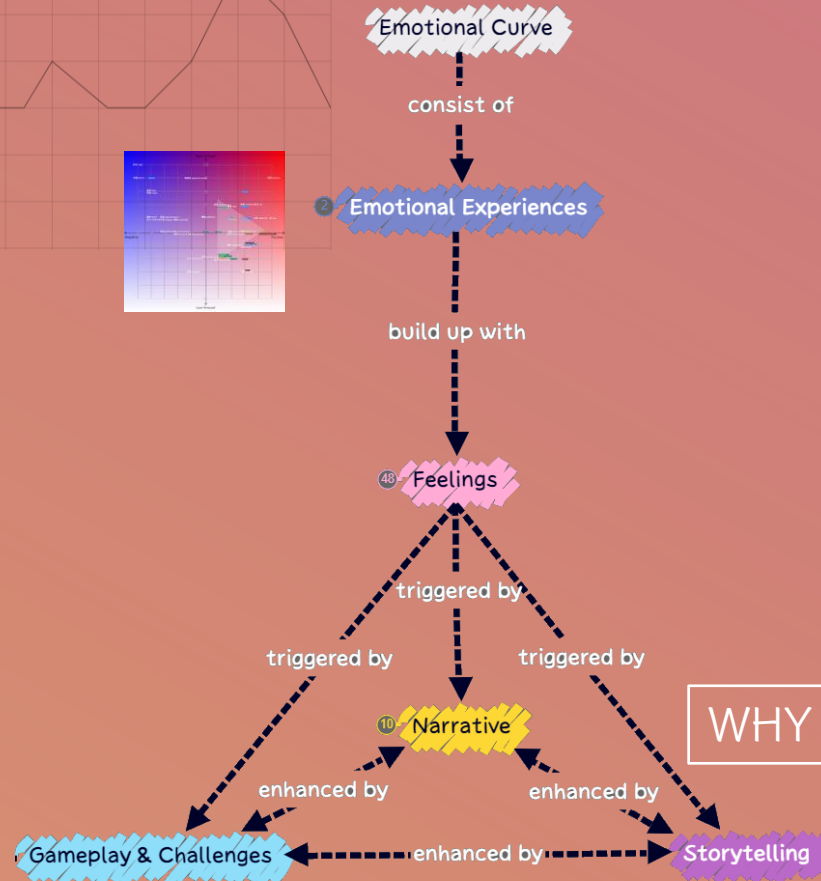 Emotional Curve
consist of
2
Emotional Experiences
build up with
48
Feelings
triggered by
triggered by
triggered by
WHY
10
Narrative
enhanced by
enhanced by
Gameplay & Challenges
enhanced by
Storytelling